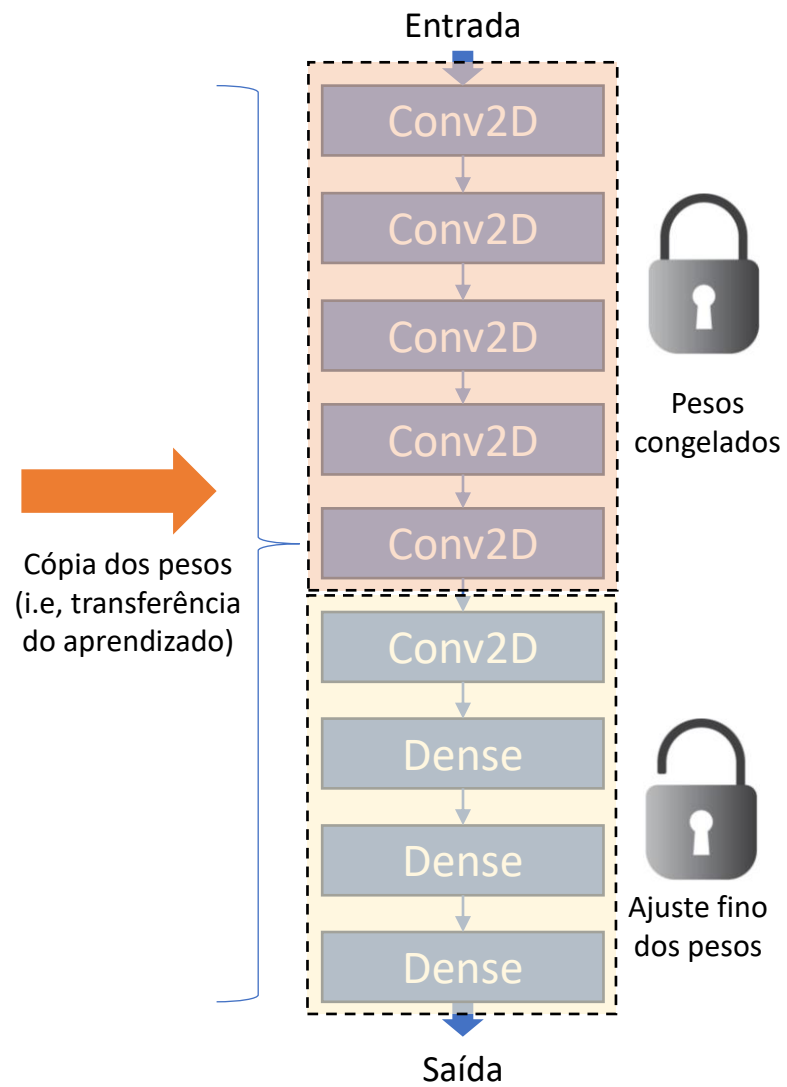 Entrada
Conv2D
Conv2D
Conv2D
Conv2D
Conv2D
Pesos
congelados
Cópia dos pesos
(i.e, transferência
do aprendizado)
Conv2D
Dense
Dense
Dense
Ajuste fino
dos pesos
Saída